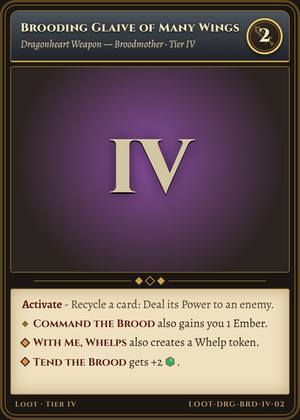 Brooding Glaive of Many Wings
Dragonheart Weapon — Broodmother · Tier IV
2
IV
Activate - Recycle a card: Deal its Power to an enemy.
Command the Brood also gains you 1 Ember.
With Me, Whelps also creates a Whelp token.
Tend the Brood gets +2 .
Loot · Tier IV
LOOT-DRG-BRD-IV-02